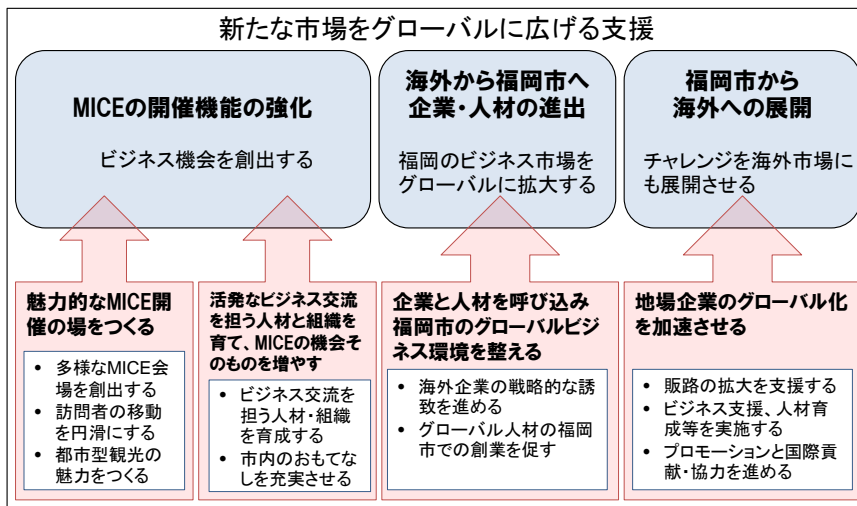 新たな市場をグローバルに広げる支援
MICEの開催機能の強化
ビジネス機会を創出する
海外から福岡市へ
企業・人材の進出
福岡のビジネス市場を
グローバルに拡大する
福岡市から
海外への展開
チャレンジを海外市場に
も展開させる
魅力的なMICE開
催の場をつくる
• 多様なMICE会
場を創出する
• 訪問者の移動
を円滑にする
• 都市型観光の
魅力をつくる
活発なビジネス交流
を担う人材と組織を
育て、MICEの機会そ
のものを増やす
• ビジネス交流を
担う人材・組織
を育成する
• 市内のおもてな
しを充実させる
企業と人材を呼び込み
福岡市のグローバルビジ
ネス環境を整える
• 海外企業の戦略的な誘
致を進める
• グローバル人材の福岡
市での創業を促す
地場企業のグローバル化
を加速させる
• 販路の拡大を支援する
• ビジネス支援、人材育
成等を実施する
• プロモーションと国際貢
献・協力を進める